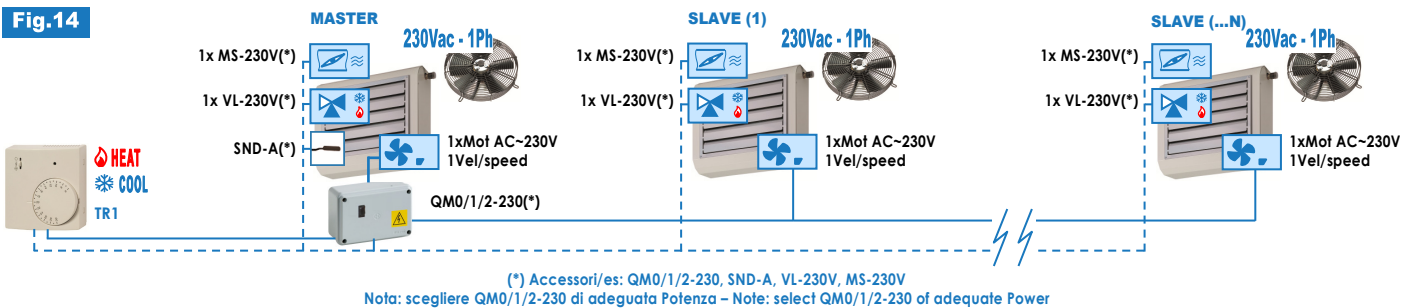 Fig.14
MASTER
SLAVE (1)
SLAVE (...N)
230Vac - 1Ph
230Vac - 1Ph
230Vac - 1Ph
1x MS-230V(*)
1x MS-230V(*)
1x MS-230V(*)
1x VL-230V(*)
1x VL-230V(*)
1x VL-230V(*)
SND-A(*)
1xMot AC~230V
1Vel/speed
1xMot AC~230V
1Vel/speed
1xMot AC~230V
1Vel/speed
HEAT
COOL
TR1
QM0/1/2-230(*)
(*) Accessori/es: QM0/1/2-230, SND-A, VL-230V, MS-230V
Nota: scegliere QM0/1/2-230 di adeguata Potenza – Note: select QM0/1/2-230 of adequate Power